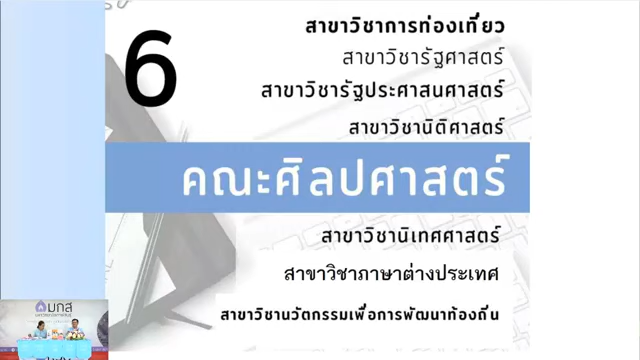 6
สาขาวิชาการท่องเที่ยว
สาขาวิชารัฐศาสตร์
สาขาวิชารัฐประศาสนศาสตร์
สาขาวิชานิติศาสตร์
คณะศิลปศาสตร์
สาขาวิชานิเทศศาสตร์
สาขาวิชาภาษาต่างประเทศ
สาขาวิชานวัตกรรมเพื่อการพัฒนาท้องถิ่น
มกส